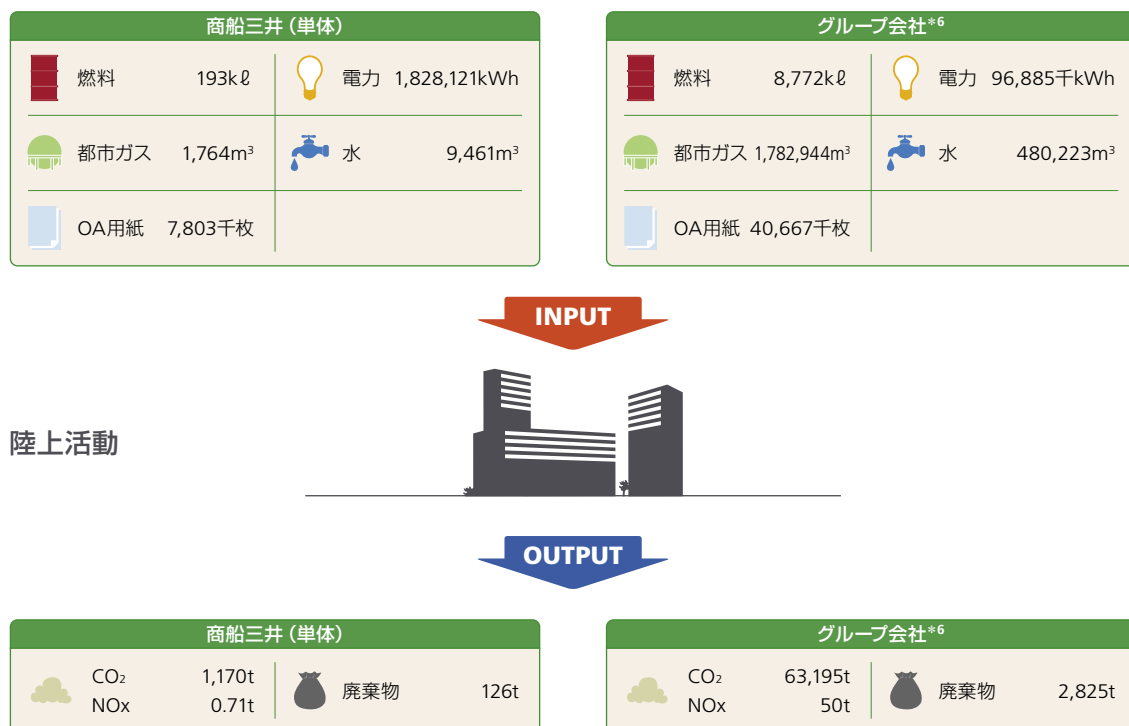 商船三井（単体）
燃料 193kℓ 電力 1,828,121kWh
都市ガス 1,764m³ 水 9,461m³
OA用紙 7,803千枚
グループ会社*6
燃料 8,772kℓ 電力 96,885千kWh
都市ガス 1,782,944m³ 水 480,223m³
OA用紙 40,667千枚
INPUT
陸上活動
OUTPUT
商船三井（単体）
CO₂ 1,170t 廃棄物 126t
NOx 0.71t
グループ会社*6
CO₂ 63,195t 廃棄物 2,825t
NOx 50t